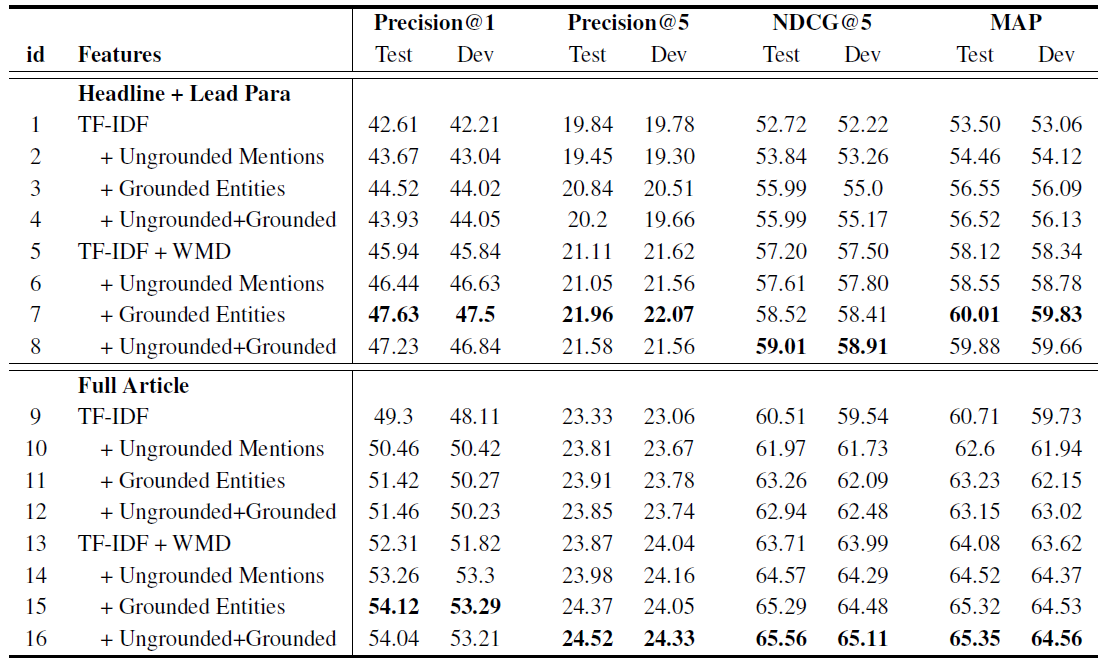 Precision@1 Precision@5 NDCG@5 MAP
id Features Test Dev Test Dev Test Dev Test Dev
Headline + Lead Para
1 TF-IDF 42.61 42.21 19.84 19.78 52.72 52.22 53.50 53.06
2 + Ungrounded Mentions 43.67 43.04 19.45 19.30 53.84 53.26 54.46 54.12
3 + Grounded Entities 44.52 44.02 20.84 20.51 55.99 55.0 56.55 56.09
4 + Ungrounded+Grounded 43.93 44.05 20.2 19.66 55.99 55.17 56.52 56.13
5 TF-IDF + WMD 45.94 45.84 21.11 21.62 57.20 57.50 58.12 58.34
6 + Ungrounded Mentions 46.44 46.63 21.05 21.56 57.61 57.80 58.55 58.78
7 + Grounded Entities 47.63 47.5 21.96 22.07 58.52 58.41 60.01 59.83
8 + Ungrounded+Grounded 47.23 46.84 21.58 21.56 59.01 58.91 59.88 59.66
Full Article
9 TF-IDF 49.3 48.11 23.33 23.06 60.51 59.54 60.71 59.73
10 + Ungrounded Mentions 50.46 50.42 23.81 23.67 61.97 61.73 62.6 61.94
11 + Grounded Entities 51.42 50.27 23.91 23.78 63.26 62.09 63.23 62.15
12 + Ungrounded+Grounded 51.46 50.23 23.85 23.74 62.94 62.48 63.15 63.02
13 TF-IDF + WMD 52.31 51.82 23.87 24.04 63.71 63.99 64.08 63.62
14 + Ungrounded Mentions 53.26 53.3 23.98 24.16 64.57 64.29 64.52 64.37
15 + Grounded Entities 54.12 53.29 24.37 24.05 65.29 64.48 65.32 64.53
16 + Ungrounded+Grounded 54.04 53.21 24.52 24.33 65.56 65.11 65.35 64.56